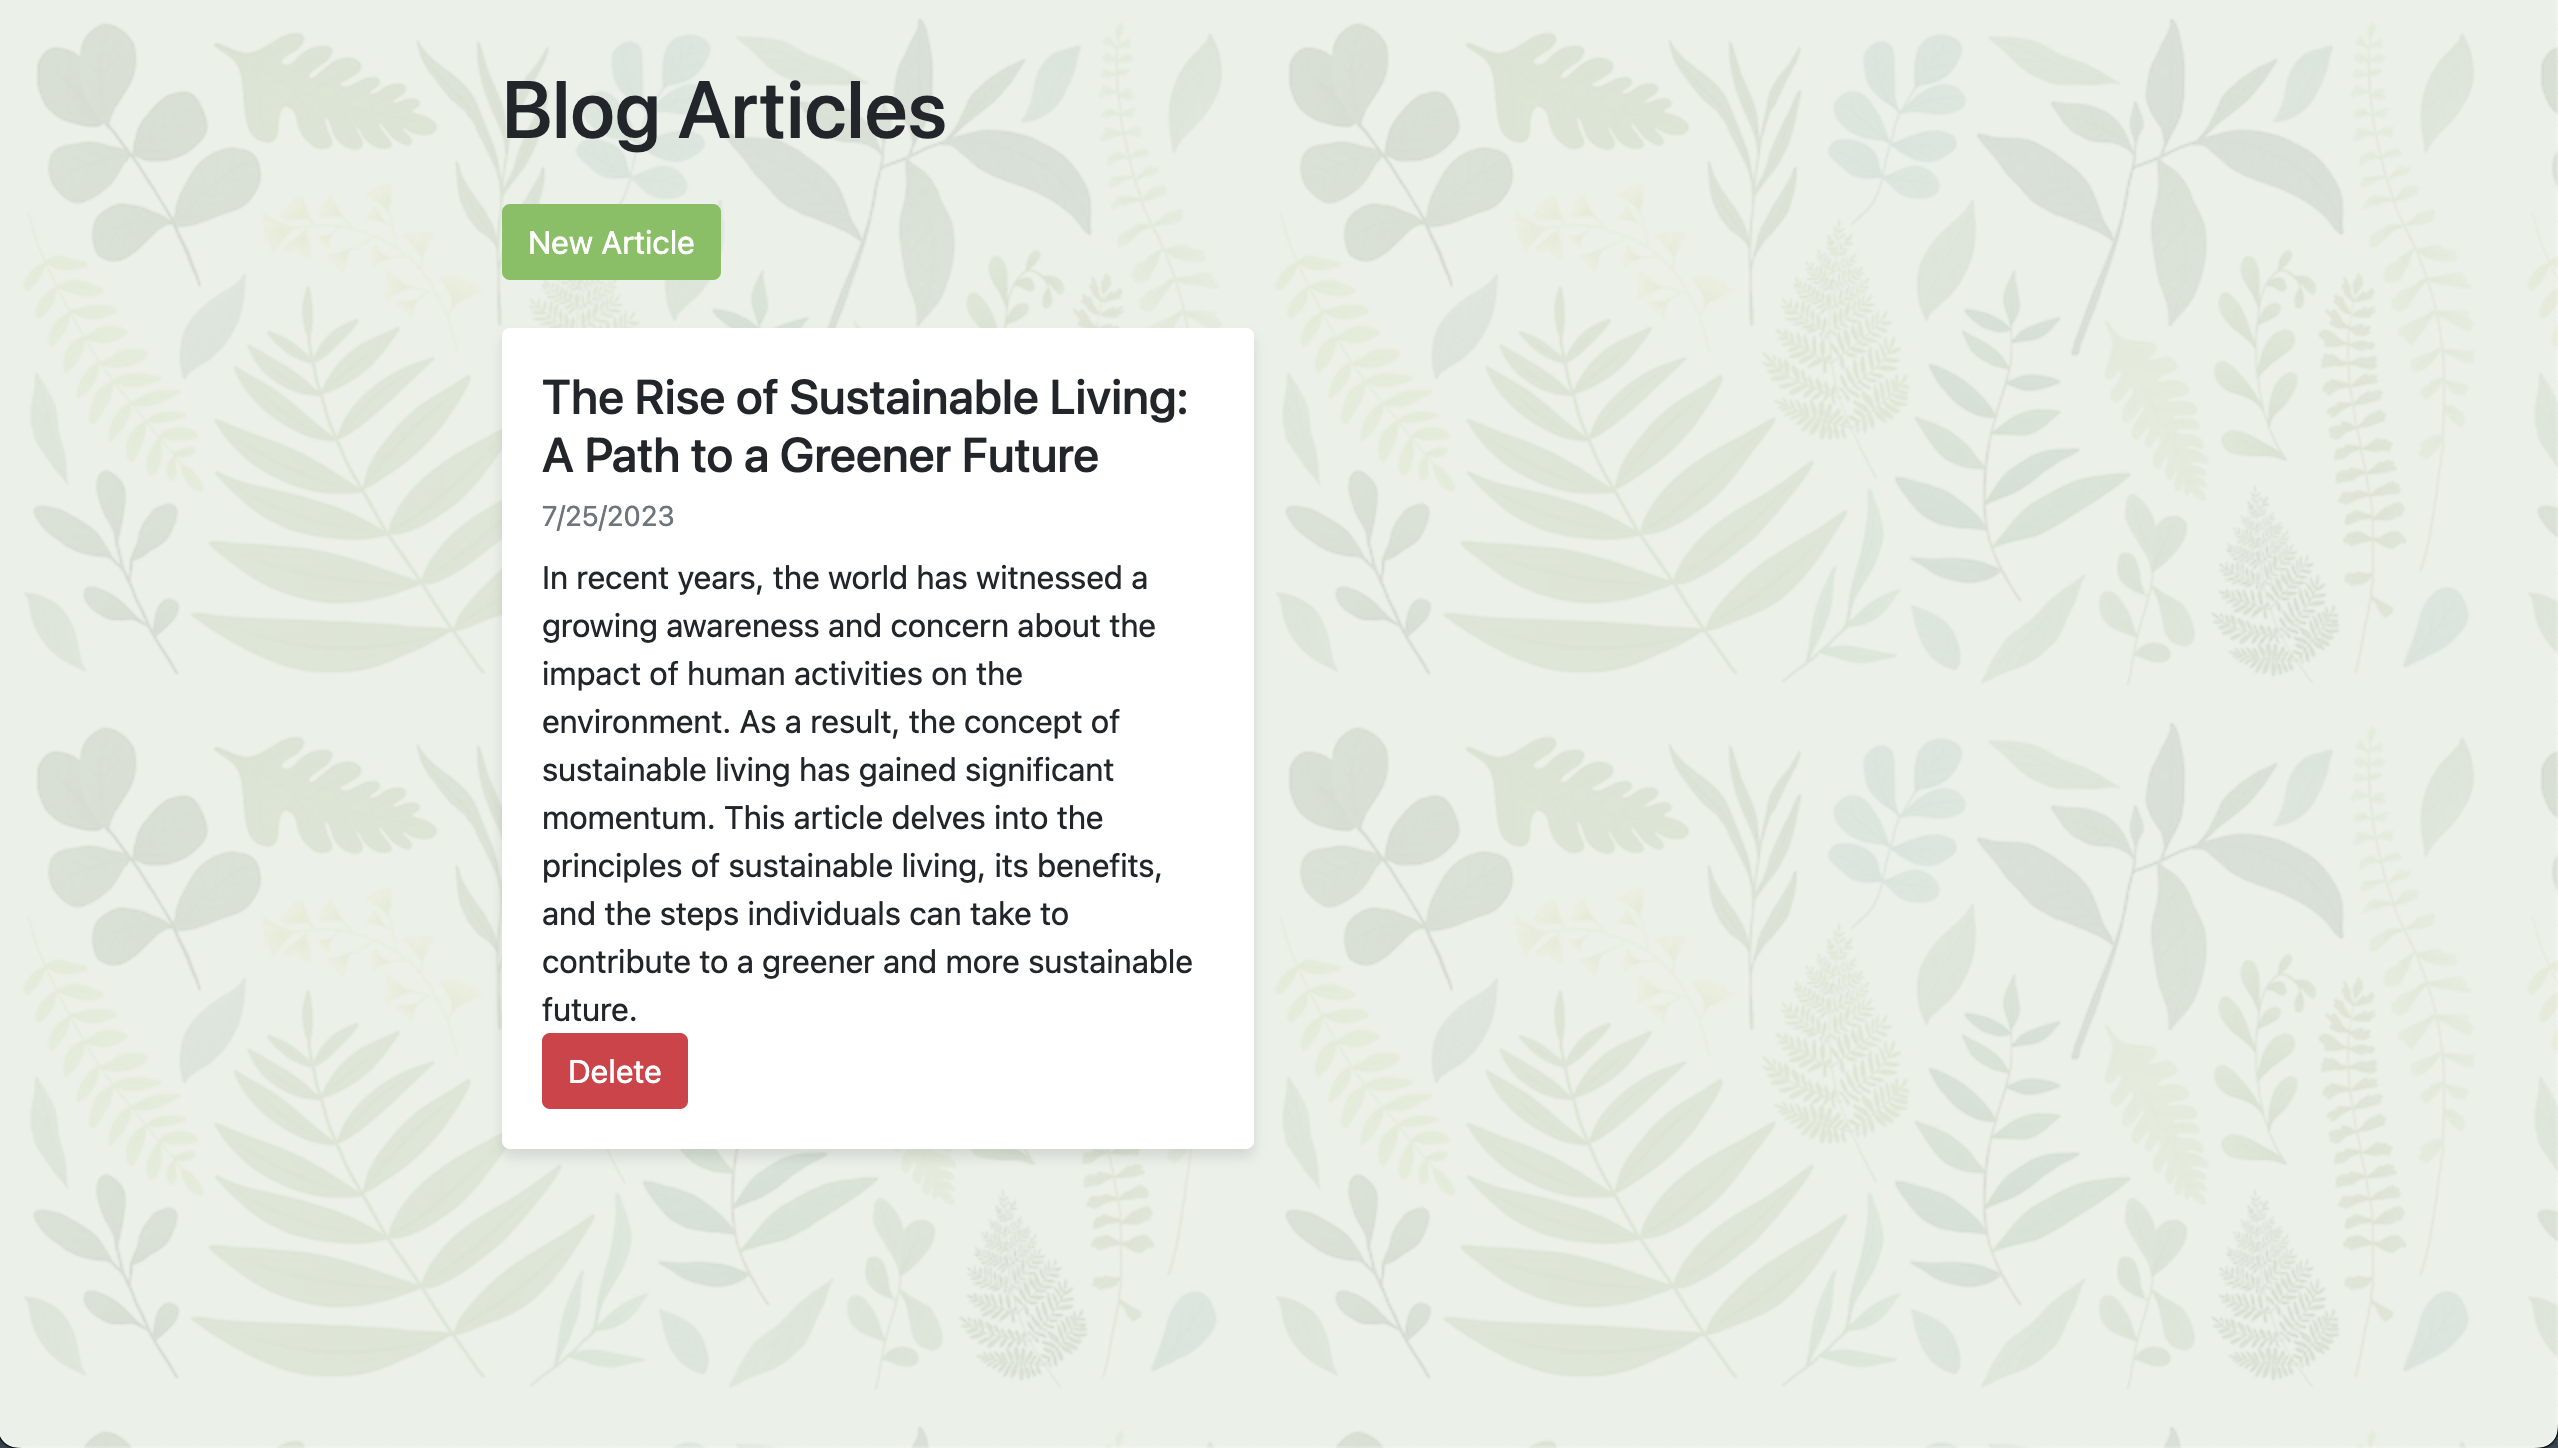 Blog Articles
New Article
The Rise of Sustainable Living:
A Path to a Greener Future
7/25/2023
In recent years, the world has witnessed a
growing awareness and concern about the
impact of human activities on the
environment. As a result, the concept of
sustainable living has gained significant
momentum. This article delves into the
principles of sustainable living, its benefits,
and the steps individuals can take to
contribute to a greener and more sustainable
future.
Delete